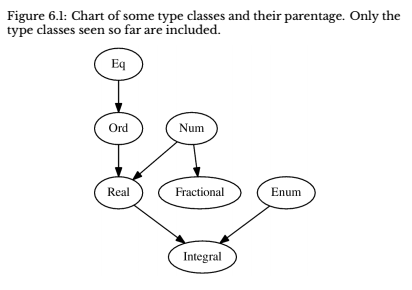 Figure 6.1: Chart of some type classes and their parentage. Only the
type classes seen so far are included.
Eq
Ord
Num
Real
Fractional
Enum
Integral